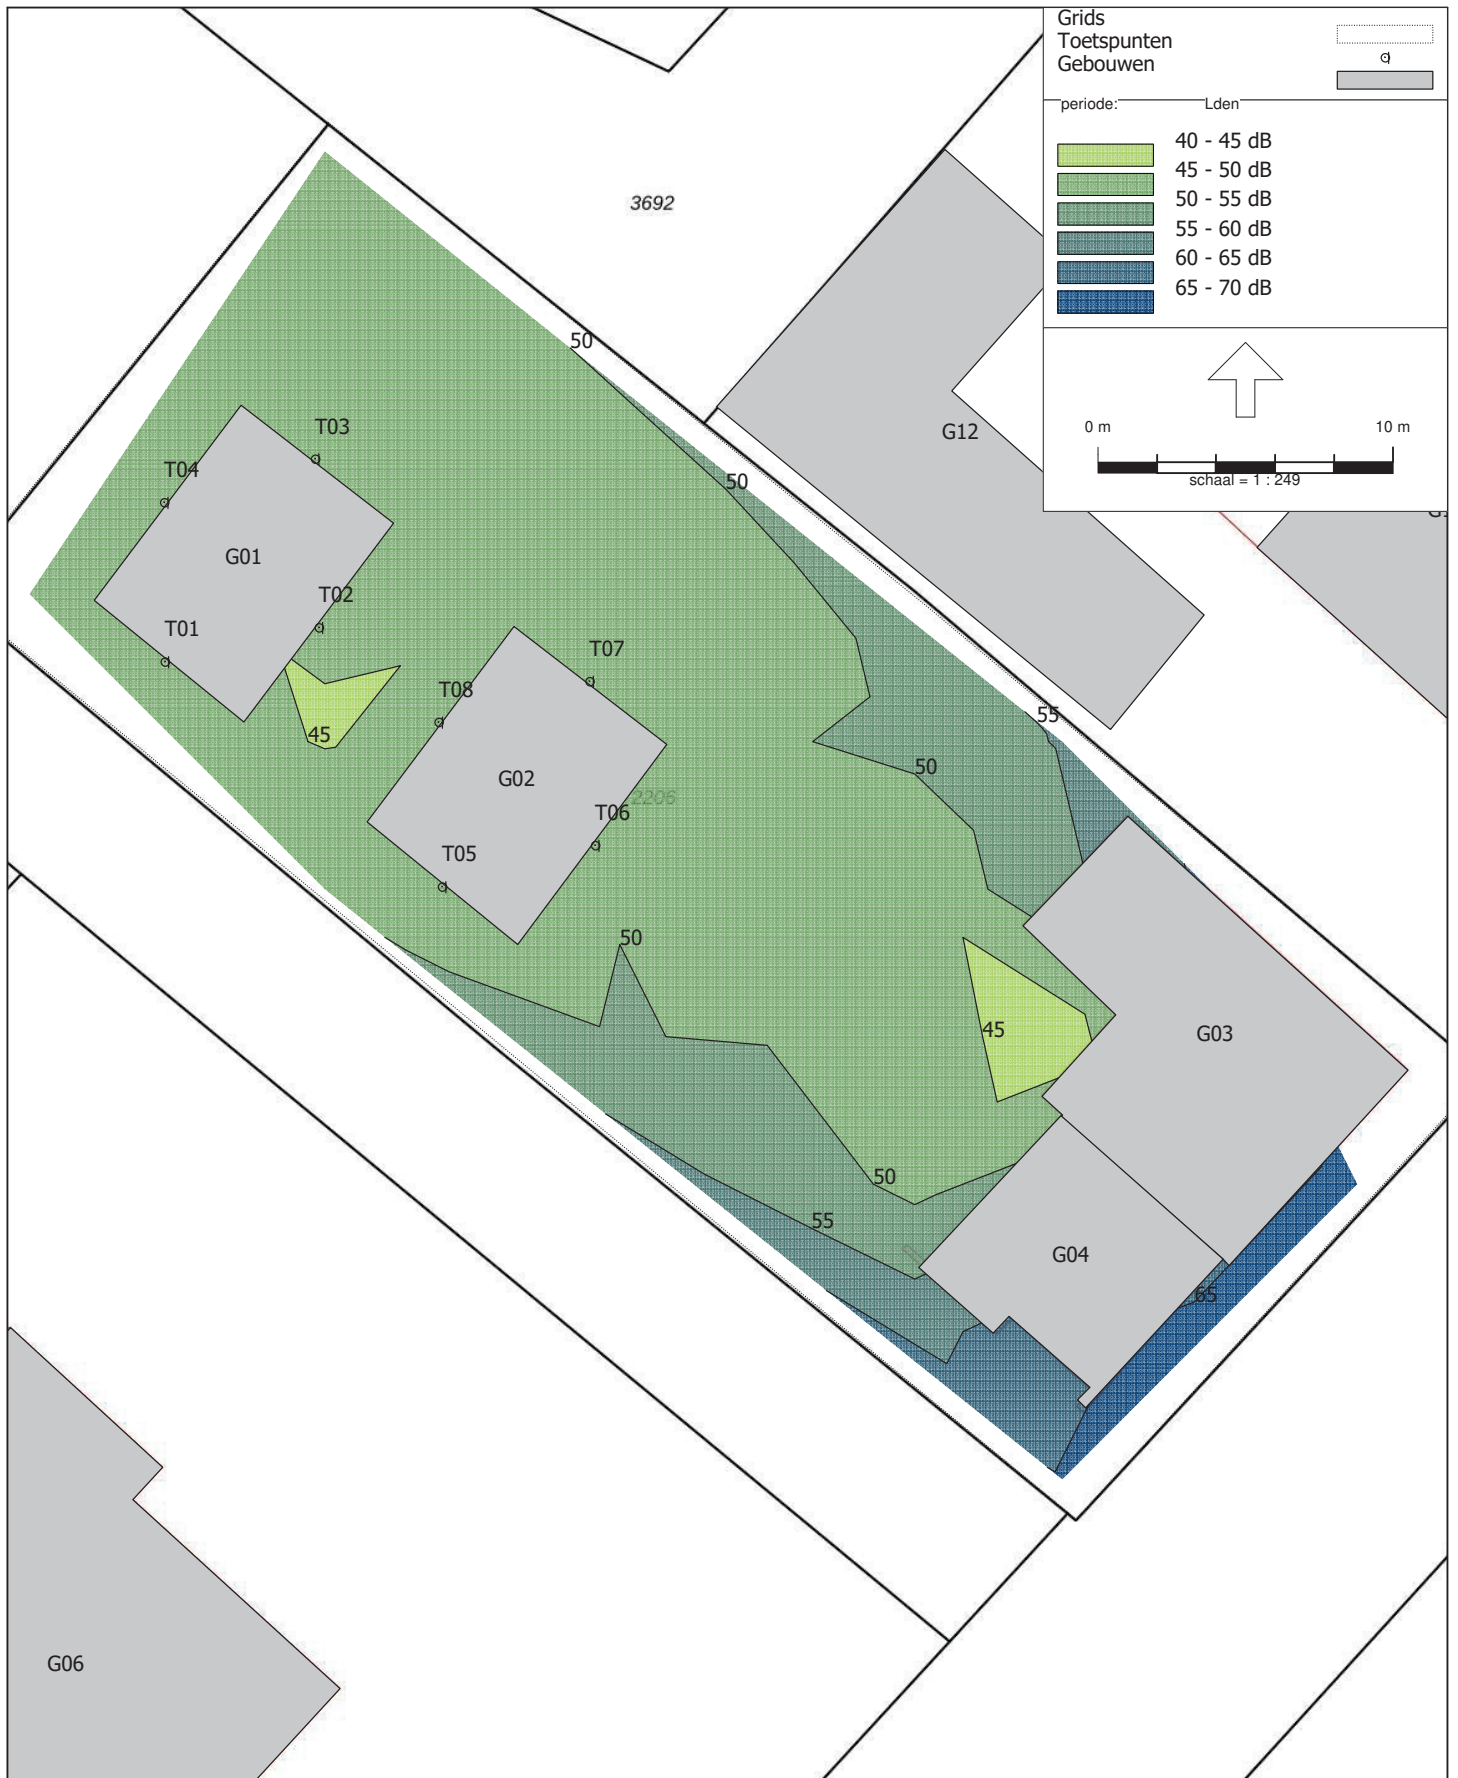 Grids
Toetspunten
Gebouwen
periode: Lden
40 - 45 dB
45 - 50 dB
50 - 55 dB
55 - 60 dB
60 - 65 dB
65 - 70 dB
0 m 10 m
schaal = 1 : 249
3692
50
T03
G12
T04
50
G01
T02
T01
T07
T08
55
45
50
G02
2206
T06
T05
50
45
G03
50
55
G04
65
G06